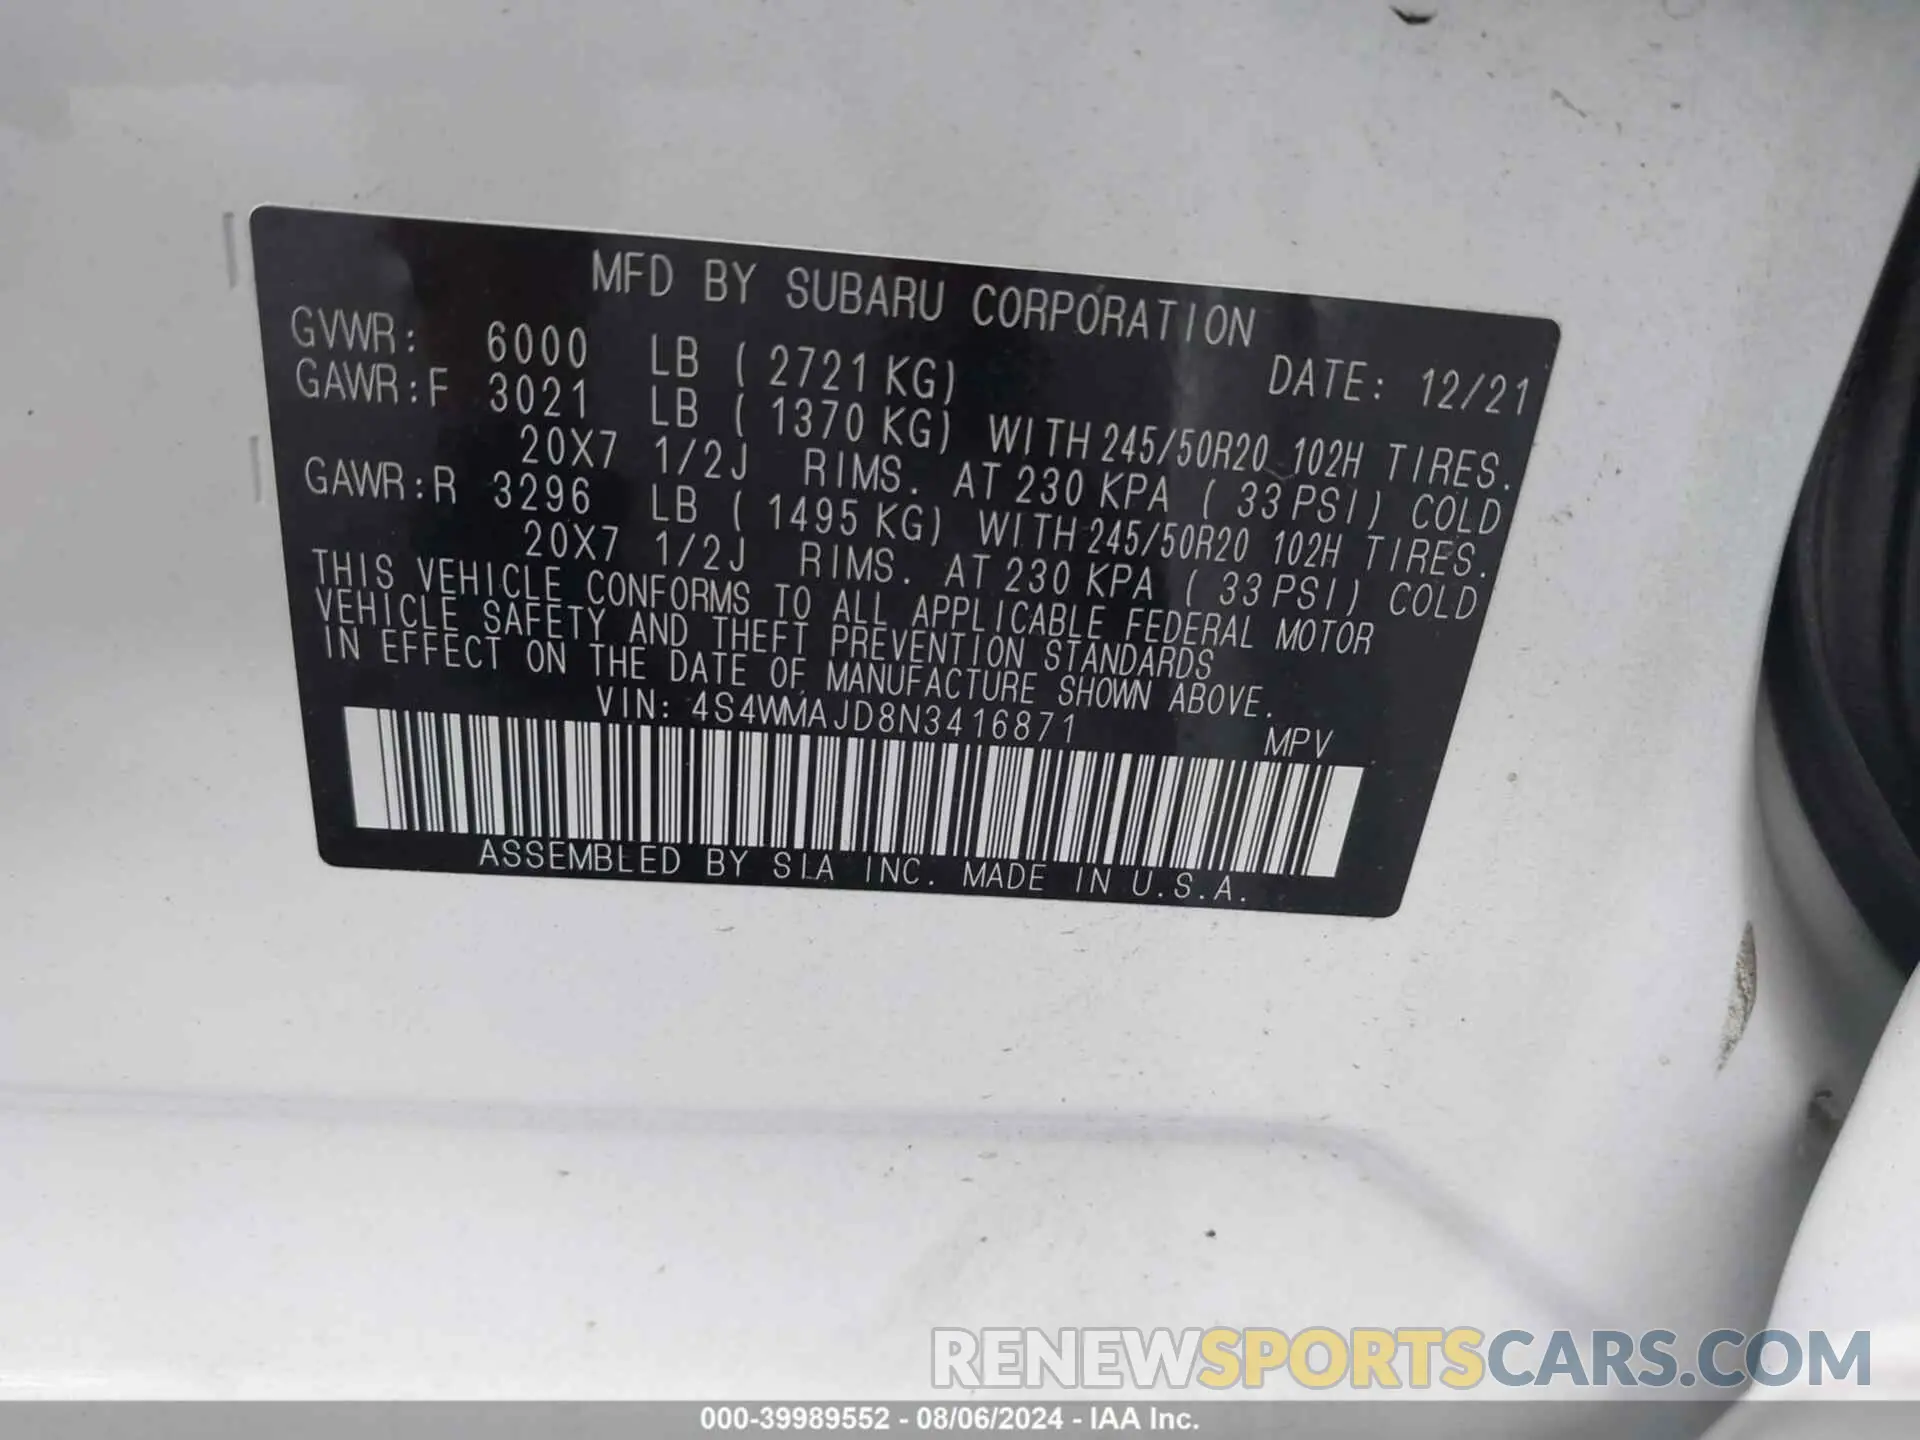 MFD BY SUBARU CORPORATION
GVWR: 6000 LB ( 2721 KG) DATE: 12/21
GAWR:F 3021 LB ( 1370 KG) WITH 245/50R20 102H TIRES.
20X7 1/2J RIMS. AT 230 KPA ( 33 PSI) COLD
GAWR:R 3296 LB ( 1495 KG) WITH 245/50R20 102H TIRES.
20X7 1/2J RIMS. AT 230 KPA ( 33 PSI) COLD
THIS VEHICLE CONFORMS TO ALL APPLICABLE FEDERAL MOTOR
VEHICLE SAFETY AND THEFT PREVENTION STANDARDS
IN EFFECT ON THE DATE OF MANUFACTURE SHOWN ABOVE.
VIN: 4S4WMAJD8N3416871 MPV
ASSEMBLED BY SIA INC. MADE IN U.S.A.
RENEWSPORTSCARS.COM
000-39989552 - 08/06/2024 - IAA Inc.